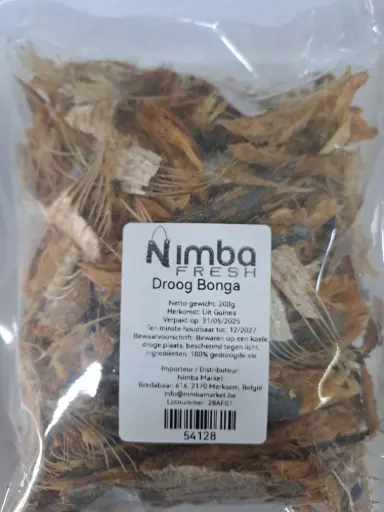 Nimba
FRESH
Droog Bonga
Netto gewicht: 200g
Herkomst: Uit Guinea
Verpakt op: 31/05/2025
Ten minste houdbaar tot: 12/2027
Bewaarvoorschrift: Bewaren op een koele,
droge plaats, beschermd tegen licht.
Ingrediënten: 100% gedroogde vis
Importeur / Distributeur:
Nimba Market
Bredabaan 616, 2170 Merksem, België
info@nimbamarket.be
Lotnummer: 28AE01
54128